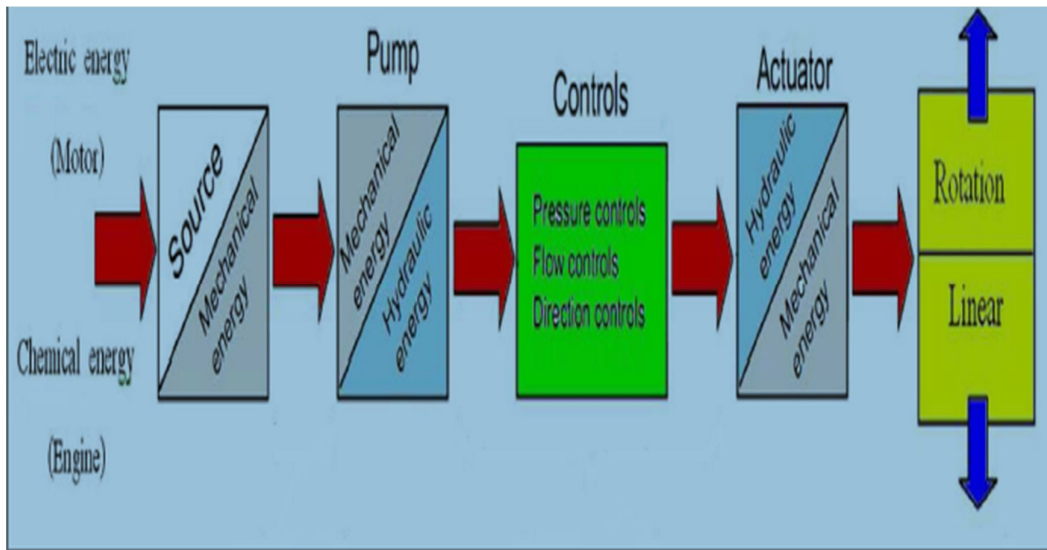 Electric energy
(Motor)
Chemical energy
(Engine)
Source
Mechanical
energy
Pump
Mechanical
energy
Hydraulic
energy
Controls
Pressure controls
Flow controls
Direction controls
Actuator
Hydraulic
energy
Mechanical
energy
Rotation
Linear